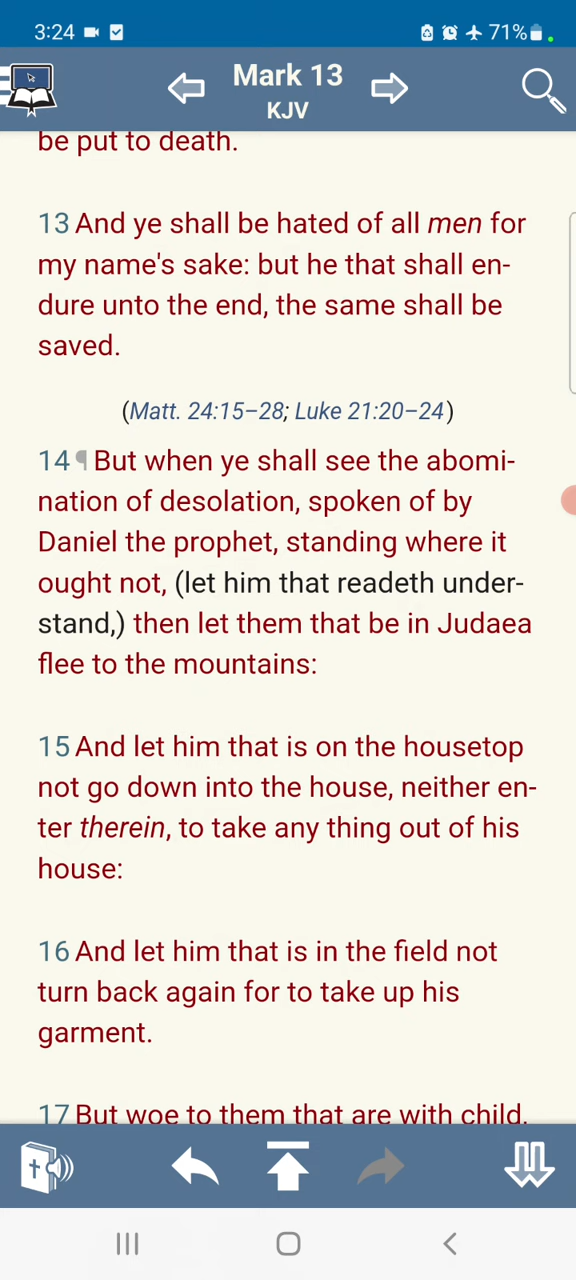 3:24 71%
Mark 13
KJV
be put to death.
13 And ye shall be hated of all men for
my name's sake: but he that shall en-
dure unto the end, the same shall be
saved.
(Matt. 24:15–28; Luke 21:20–24)
14 ¶ But when ye shall see the abomi-
nation of desolation, spoken of by
Daniel the prophet, standing where it
ought not, (let him that readeth under-
stand,) then let them that be in Judaea
flee to the mountains:
15 And let him that is on the housetop
not go down into the house, neither en-
ter therein, to take any thing out of his
house:
16 And let him that is in the field not
turn back again for to take up his
garment.
17 But woe to them that are with child,